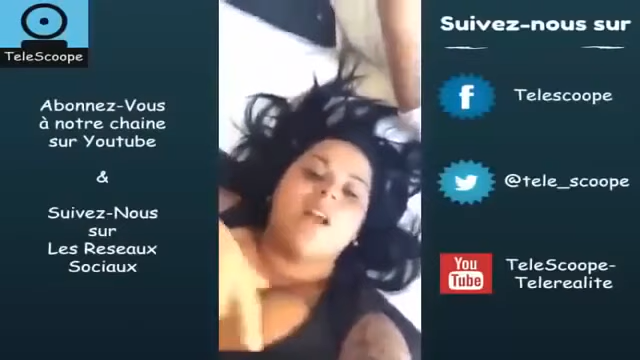 TeleScoope
Abonnez-Vous
à notre chaine
sur Youtube
&
Suivez-Nous
sur
Les Reseaux
Sociaux
Suivez-nous sur
f
Telescoope
@tele_scoope
You
Tube
TeleScoope-
Telerealite